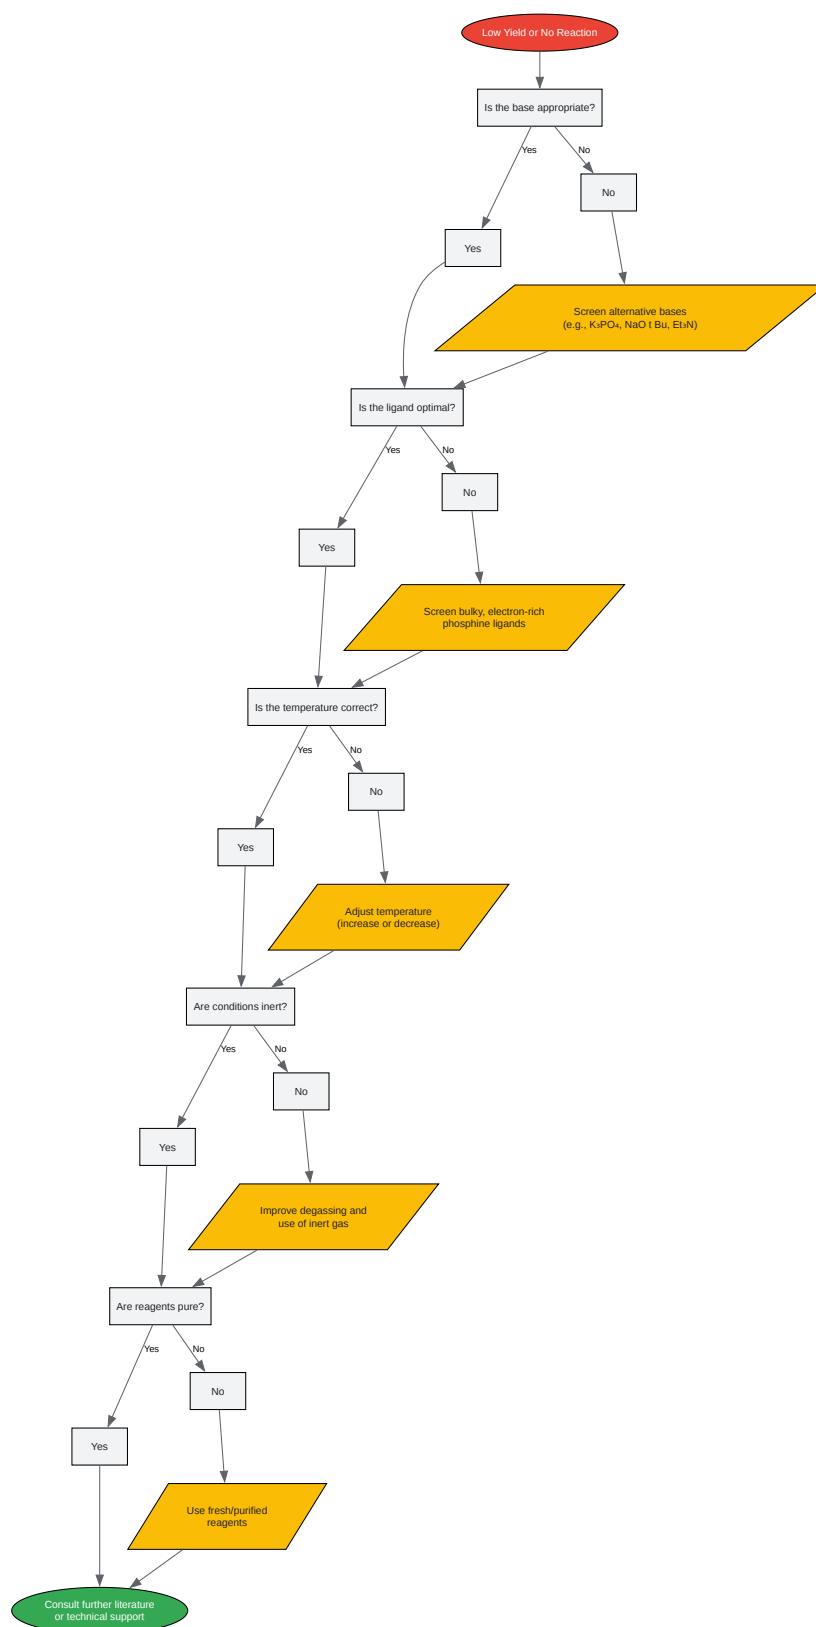 Low Yield or No Reaction
Is the base appropriate?
Yes
No
No
Yes
Screen alternative bases
(e.g., K₃PO₄, NaO t Bu, Et₃N)
Is the ligand optimal?
Yes
No
No
Yes
Screen bulky, electron-rich
phosphine ligands
Is the temperature correct?
Yes
No
No
Yes
Adjust temperature
(increase or decrease)
Are conditions inert?
Yes
No
No
Yes
Improve degassing and
use of inert gas
Are reagents pure?
Yes
No
No
Yes
Use fresh/purified
reagents
Consult further literature
or technical support